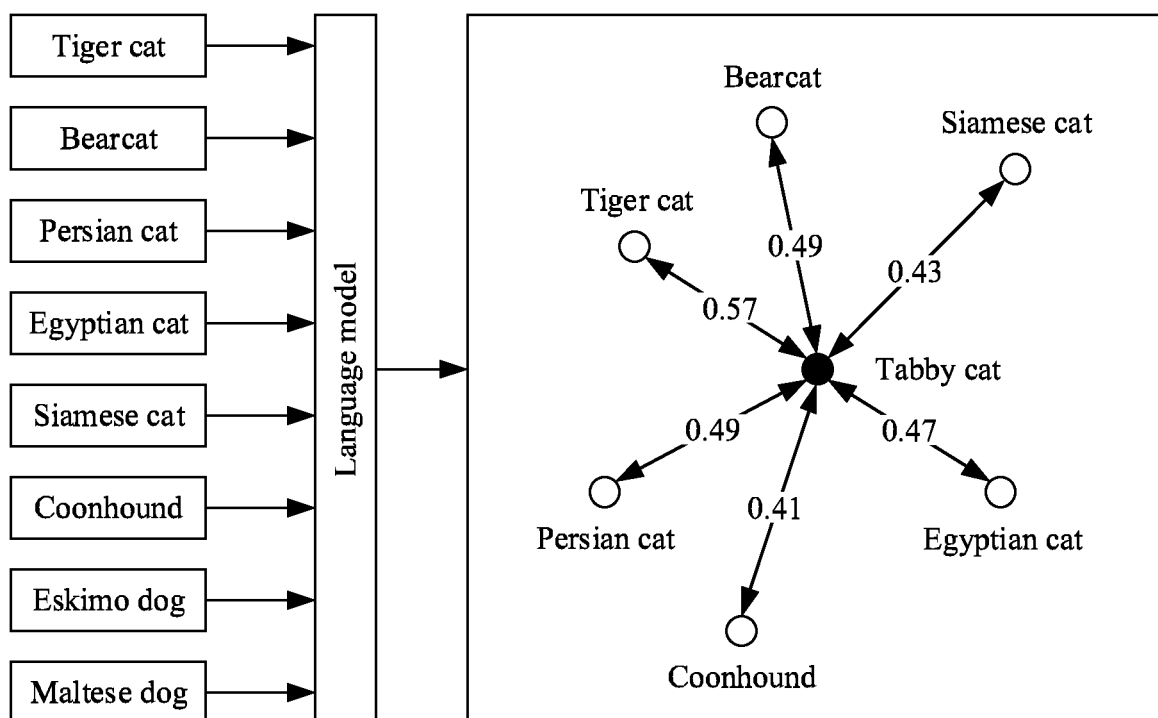 Tiger cat
Bearcat
Persian cat
Egyptian cat
Siamese cat
Coonhound
Eskimo dog
Maltese dog
Language model
Bearcat
Siamese cat
Tiger cat
0.49
0.43
0.57
Tabby cat
0.49
0.47
0.41
Persian cat
Egyptian cat
Coonhound